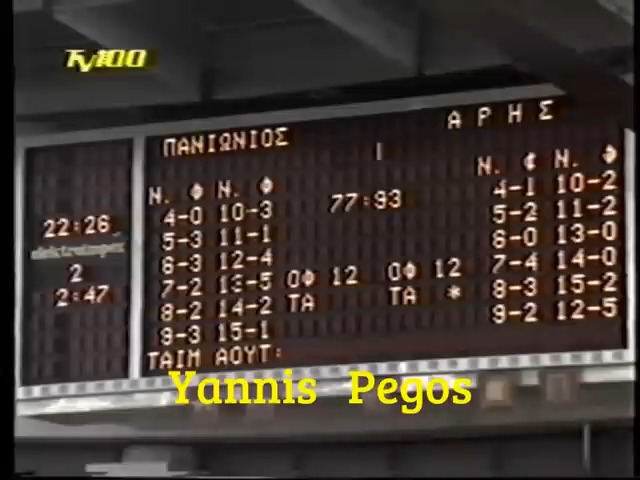 TV100
ΠΑΝΙΩΝΙΟΣ
ΑΡΗΣ
Ν. Φ Ν. Φ
Ν. ¢ Ν. Φ
4-0 10-3
77:93
4-1 10-2
22:26
5-3 11-1
5-2 11-2
elektroimpex
6-3 12-4
6-0 13-0
2
7-2 13-5
ΟΦ 12 ΟΦ 12
7-4 14-0
2:47
8-2 14-2
ΤΑ ΤΑ *
8-3 15-2
9-3 15-1
9-2 12-5
ΤΑΙΜ ΑΟΥΤ:
Yannis Pegos